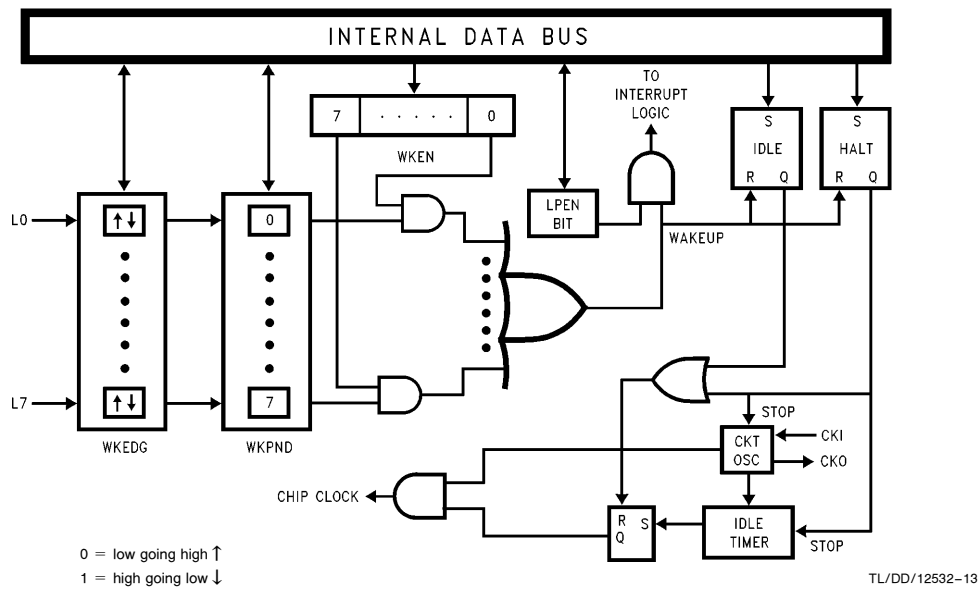 INTERNAL DATA BUS
TO
INTERRUPT
LOGIC
7 · · · · · 0
WKEN
S
IDLE
R Q
S
HALT
R Q
LPEN
BIT
WAKEUP
L0
↑↓
0
L7
↑↓
7
WKEDG
WKPND
STOP
CKT
OSC
CKI
CKO
CHIP CLOCK
R S
Q
IDLE
TIMER
STOP
0 = low going high ↑
1 = high going low ↓
TL/DD/12532–13